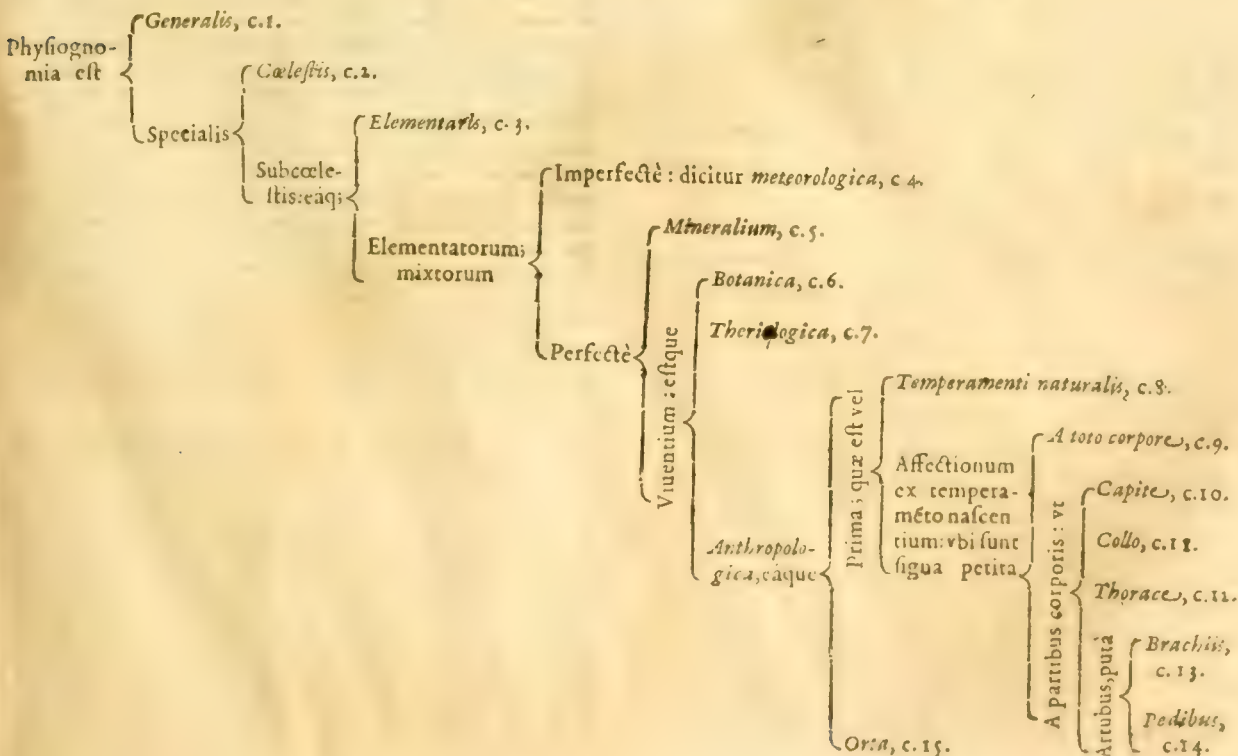 Generalis, c.1.
Phyſiogno-
mia eſt
Cœleſtis, c.2.
Specialis
Elementaris, c. 3.
Subcœle-
ſtis: eáq;
Imperfectè : dicitur meteorologica, c 4.
Elementatorum;
mixtorum
Mineralium, c.5.
Botanica, c.6.
Theriologica, c.7.
Perfectè
Viuentium : eſtque
Temperamenti naturalis, c.8.
Prima ; quæ eſt vel
A toto corpore, c.9.
Affectionum
ex tempera-
mēto naſcen
tium: vbi ſunt
ſigna petita
Capite, c.10.
Collo, c.11.
Anthropolo-
gica, eáque
A partibus corporis : vt
Thorace, c.12.
Artubus, putà
Brachiis,
c. 13.
Pedibus,
c.14.
Orta, c.15.